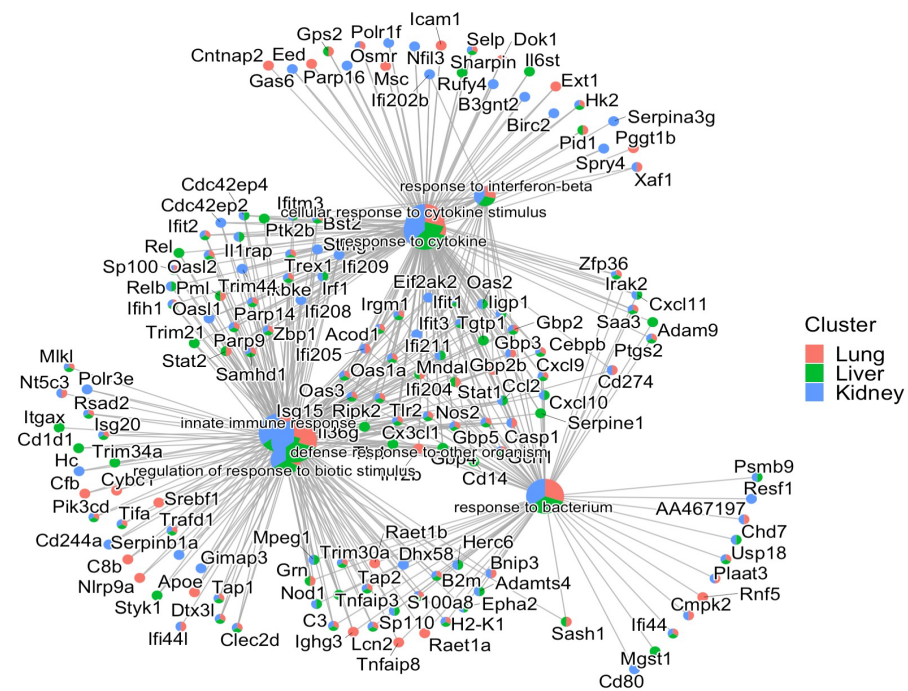 Icam1
Gps2
Polr1f
Selp
Dok1
Cntnap2
Eed
Osmr
Nfil3
Sharpin
Il6st
Gas6
Parp16
Msc
Rufy4
Ext1
Ifi202b
B3gnt2
Hk2
Birc2
Serpina3g
Pid1
Pggt1b
Spry4
Xaf1
response to interferon-beta
Cdc42ep4
Cdc42ep2
Ifitm3
cellular response to cytokine stimulus
Ifit2
Ptk2b
Bst2
Rel
Il1rap
response to cytokine
Sp100
Oasl2
Trex1
Ifi209
Zfp36
Relb
Pml
Trim44
Irf1
Eif2ak2
Oas2
Irak2
Ifih1
Oasl1
Parp14
Ifi208
Irgm1
Ifit1
Iigp1
Cxcl11
Trim21
Parp9
Zbp1
Acod1
Ifit3
Tgtp1
Gbp2
Saa3
Adam9
Stat2
Ifi205
Ifi211
Gbp3
Cebpb
Ptgs2
Samhd1
Oas1a
Mndal
Gbp2b
Cxcl9
Cd274
Mlkl
Nt5c3
Polr3e
Oas3
Ifi204
Stat1
Ccl2
Cxcl10
Rsad2
Isg15
Ripk2
Tlr2
Nos2
Serpine1
Itgax
Isg20
innate immune response
Cx3cl1
Gbp5
Casp1
Cd1d1
Trim34a
defense response to other organism
Hc
regulation of response to biotic stimulus
Cd14
Cfb
Psmb9
Resf1
Pik3cd
Tifa
Srebf1
response to bacterium
AA467197
Trafd1
Chd7
Cd244a
Serpinb1a
Mpeg1
Raet1b
Herc6
Usp18
C8b
Gimap3
Trim30a
Dhx58
Bnip3
Plaat3
Nlrp9a
Apoe
Grn
Tap2
B2m
Adamts4
Rnf5
Styk1
Tap1
Nod1
Tnfaip3
S100a8
Epha2
Cmpk2
Dtx3l
C3
Sp110
H2-K1
Ifi44
Ifi44l
Clec2d
Ighg3
Lcn2
Raet1a
Sash1
Tnfaip8
Mgst1
Cd80
Cluster
Lung
Liver
Kidney